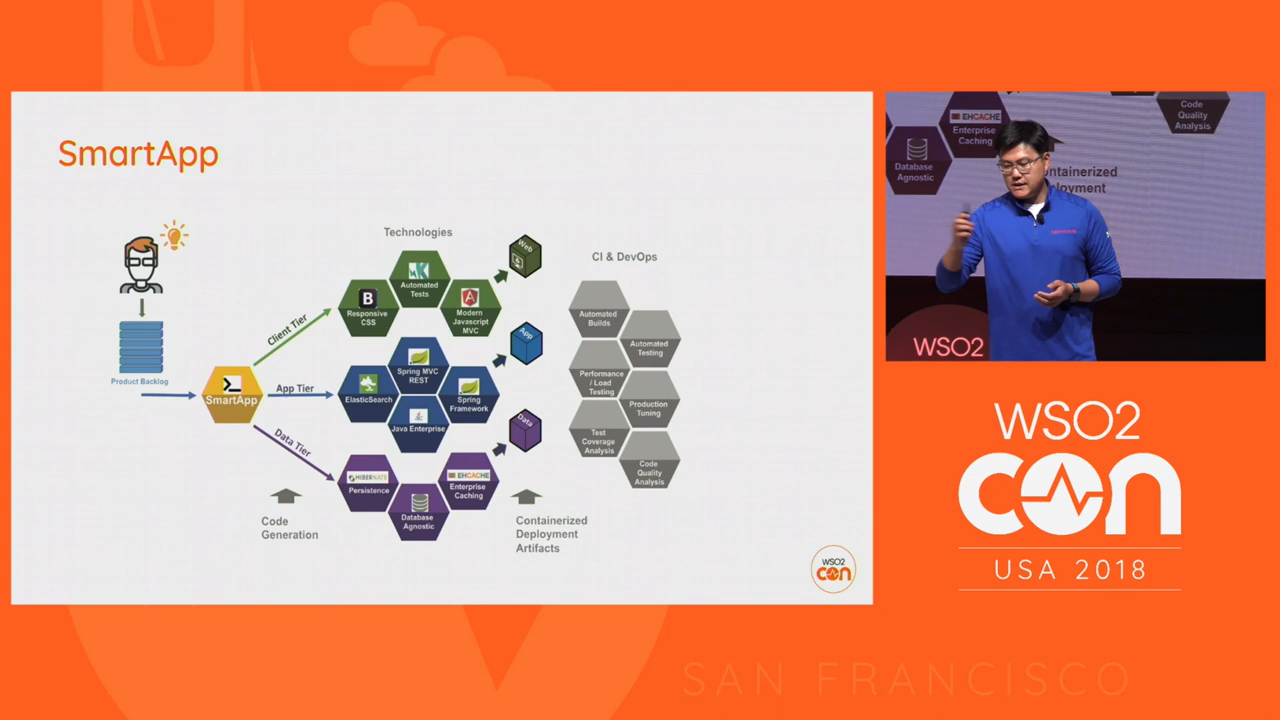 SmartApp
Product Backlog
SmartApp
Client Tier
App Tier
Data Tier
Code
Generation
Technologies
Automated
Tests
Responsive
CSS
Modern
Javascript
MVC
Spring MVC
REST
ElasticSearch
Spring
Framework
Java Enterprise
HIBERNATE
Persistence
EHCACHE
Enterprise
Caching
Database
Agnostic
Web
App
Data
Containerized
Deployment
Artifacts
CI & DevOps
Automated
Builds
Automated
Testing
Performance
/ Load
Testing
Production
Tuning
Test
Coverage
Analysis
Code
Quality
Analysis
WSO2
con
EHCACHE
Enterprise
Caching
Database
Agnostic
Code
Quality
Analysis
ntainerized
ployment
WSO2
WSO2
con
USA 2018
SAN FRANCISCO